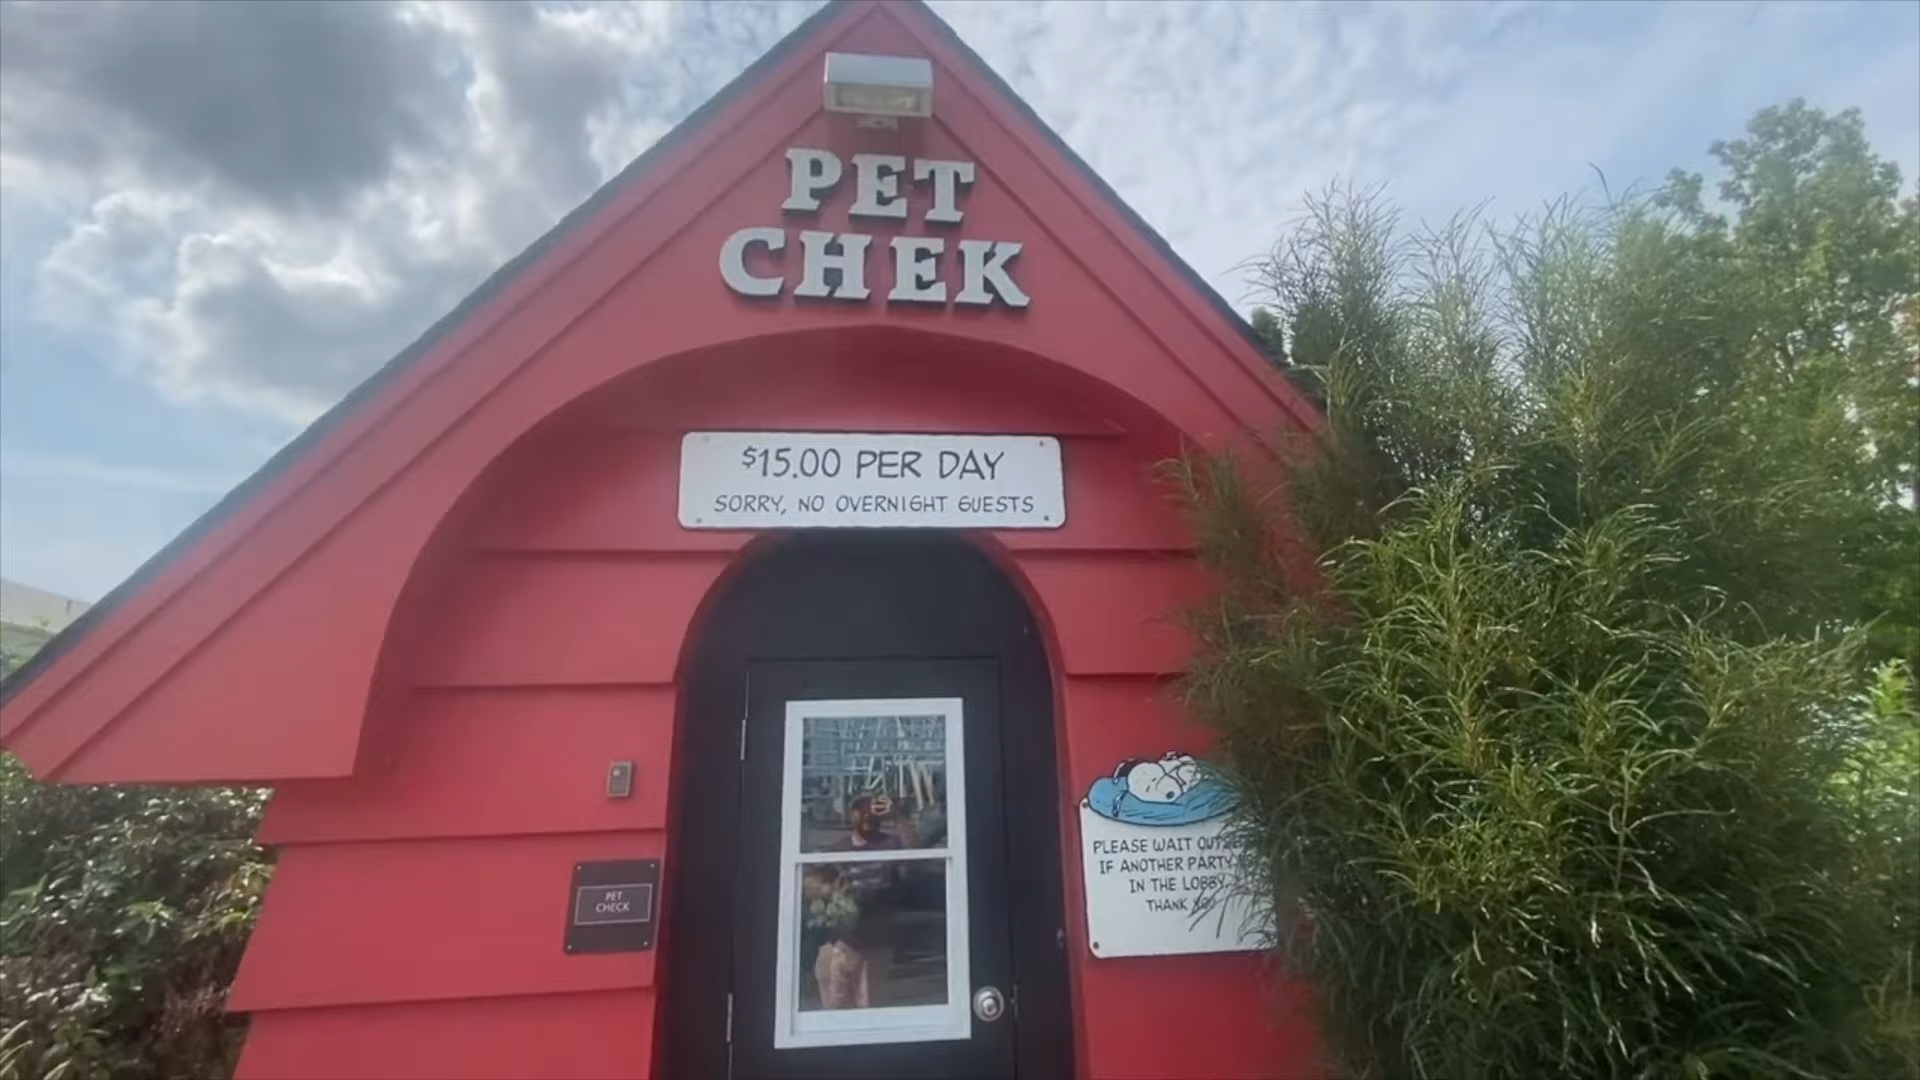 PET
CHEK
$15.00 PER DAY
SORRY, NO OVERNIGHT GUESTS
PET
CHECK
PLEASE WAIT
IF ANOTHER PARTY
IN THE LOBBY.
THANK YOU